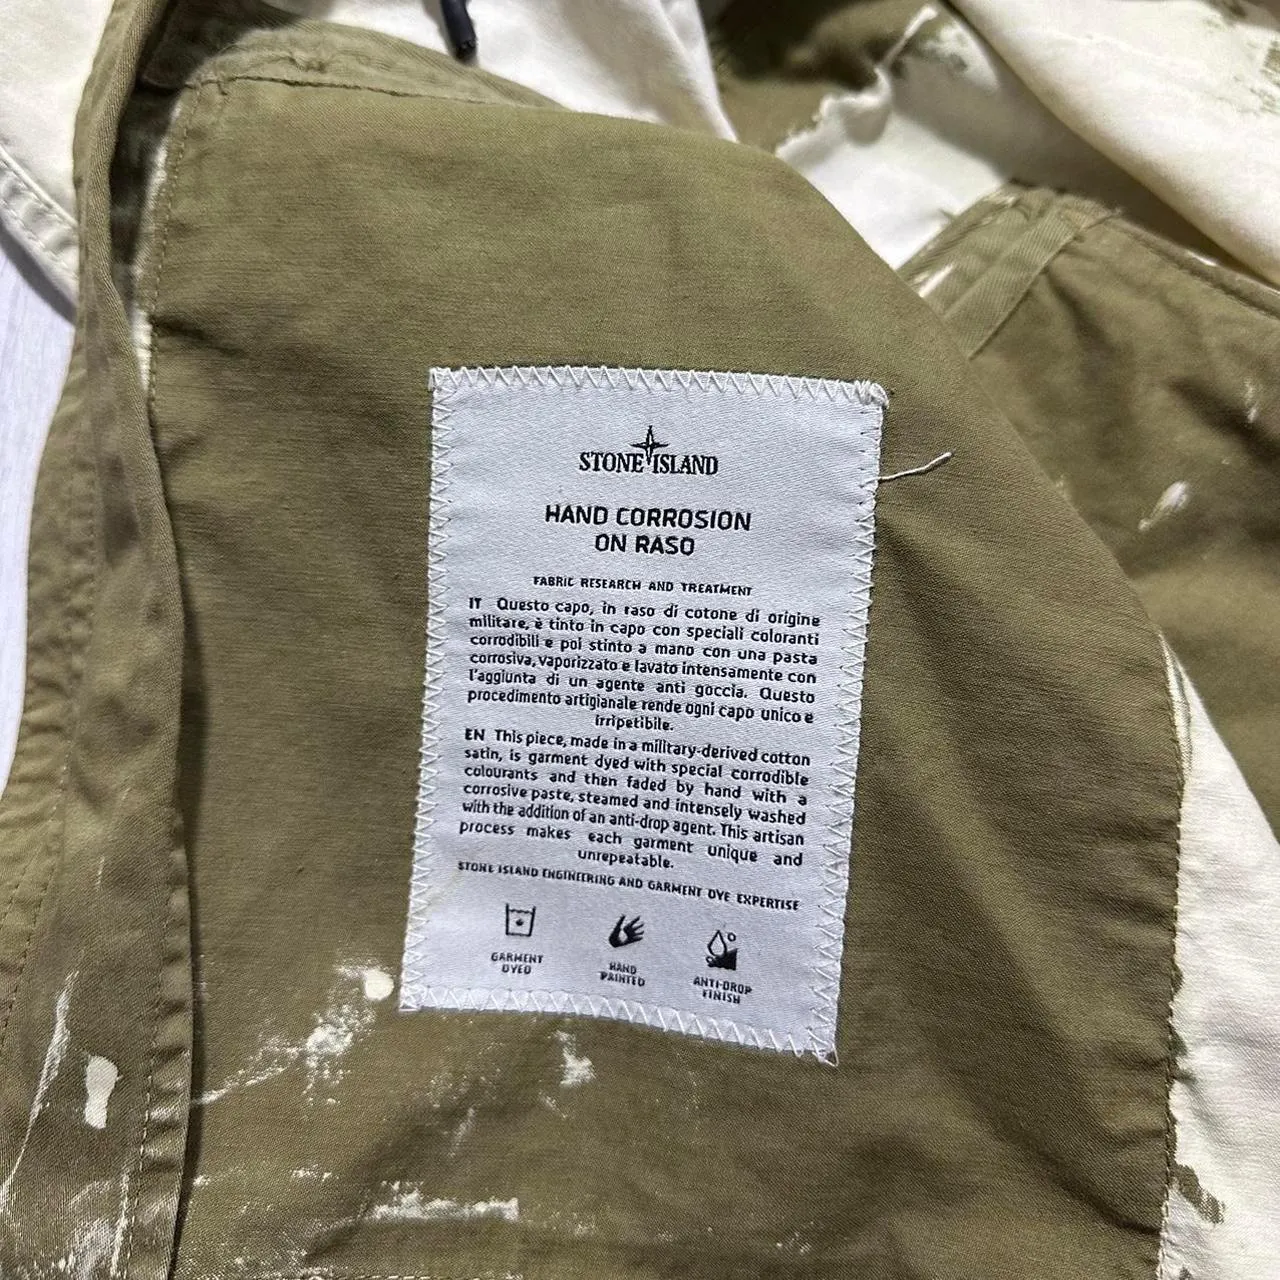 STONE ISLAND
HAND CORROSION
ON RASO
FABRIC RESEARCH AND TREATMENT
IT Questo capo, in raso di cotone di origine
militare, è tinto in capo con speciali coloranti
corrodibili e poi stinto a mano con una pasta
corrosiva, vaporizzato e lavato intensamente con
l'aggiunta di un agente anti goccia. Questo
procedimento artigianale rende ogni capo unico e
irripetibile.
EN This piece, made in a military-derived cotton
satin, is garment dyed with special corrodible
colourants and then faded by hand with a
corrosive paste, steamed and intensely washed
with the addition of an anti-drop agent. This artisan
process makes each garment unique and
unrepeatable.
STONE ISLAND ENGINEERING AND GARMENT DYE EXPERTISE
GARMENT
DYED
HAND
PAINTED
ANTI-DROP
FINISH